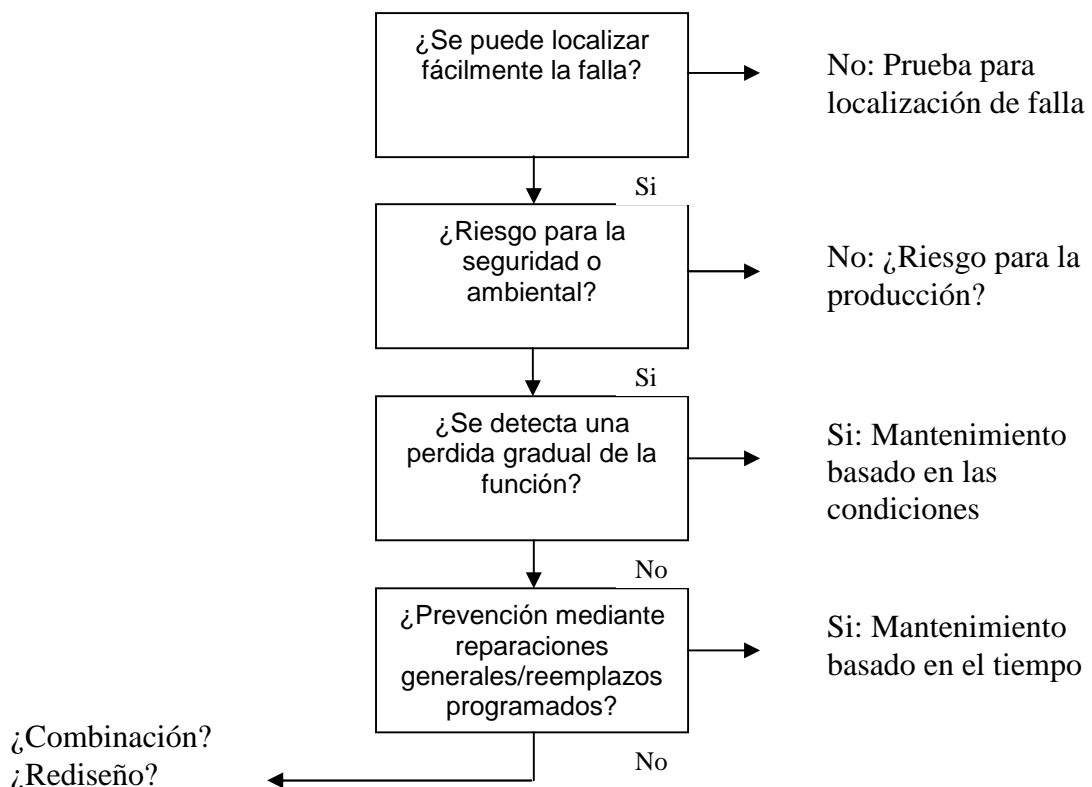 ¿Se puede localizar
fácilmente la falla?
No: Prueba para
localización de falla
Si
¿Riesgo para la
seguridad o
ambiental?
No: ¿Riesgo para la
producción?
Si
¿Se detecta una
perdida gradual de la
función?
Si: Mantenimiento
basado en las
condiciones
No
¿Prevención mediante
reparaciones
generales/reemplazos
programados?
Si: Mantenimiento
basado en el tiempo
No
¿Combinación?
¿Rediseño?